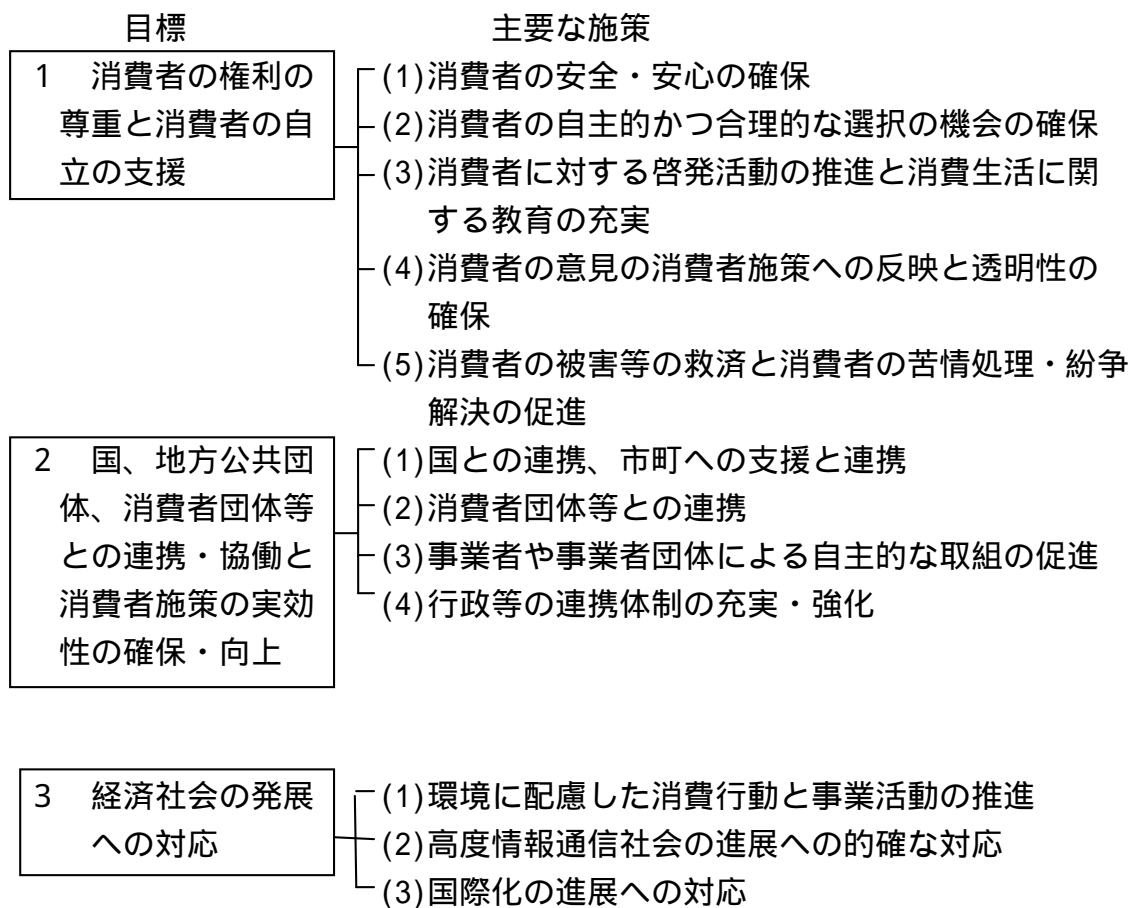 目標
主要な施策
1 消費者の権利の
尊重と消費者の自
立の支援
(1)消費者の安全・安心の確保
(2)消費者の自主的かつ合理的な選択の機会の確保
(3)消費者に対する啓発活動の推進と消費生活に関
する教育の充実
(4)消費者の意見の消費者施策への反映と透明性の
確保
(5)消費者の被害等の救済と消費者の苦情処理・紛争
解決の促進
2 国、地方公共団
体、消費者団体等
との連携・協働と
消費者施策の実効
性の確保・向上
(1)国との連携、市町への支援と連携
(2)消費者団体等との連携
(3)事業者や事業者団体による自主的な取組の促進
(4)行政等の連携体制の充実・強化
3 経済社会の発展
への対応
(1)環境に配慮した消費行動と事業活動の推進
(2)高度情報通信社会の進展への的確な対応
(3)国際化の進展への対応